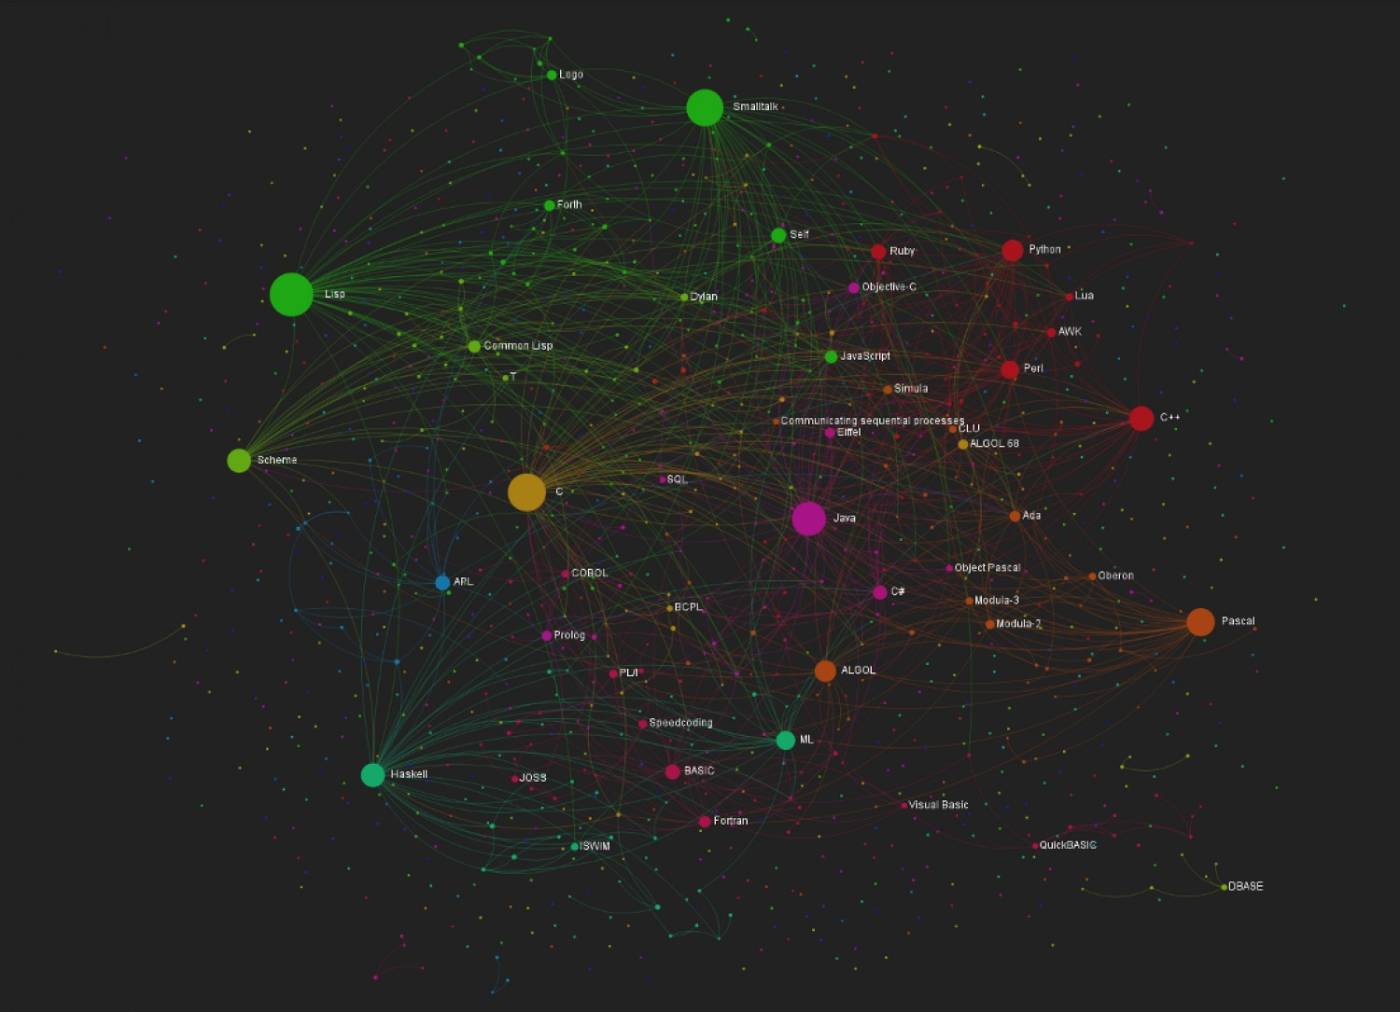 Logo
Smalltalk
Forth
Self
Ruby
Python
Objective-C
Lisp
Dylan
Lua
AWK
Common Lisp
JavaScript
T
Perl
Simula
C++
Communicating sequential processes
CLU
Eiffel
ALGOL 68
Scheme
SQL
C
Java
Ada
Object Pascal
COBOL
Oberon
APL
C#
Modula-3
BCPL
Pascal
Modula-2
Prolog
PL/I
ALGOL
Speedcoding
ML
Haskell
BASIC
JOSS
Visual Basic
Fortran
ISWIM
QuickBASIC
DBASE